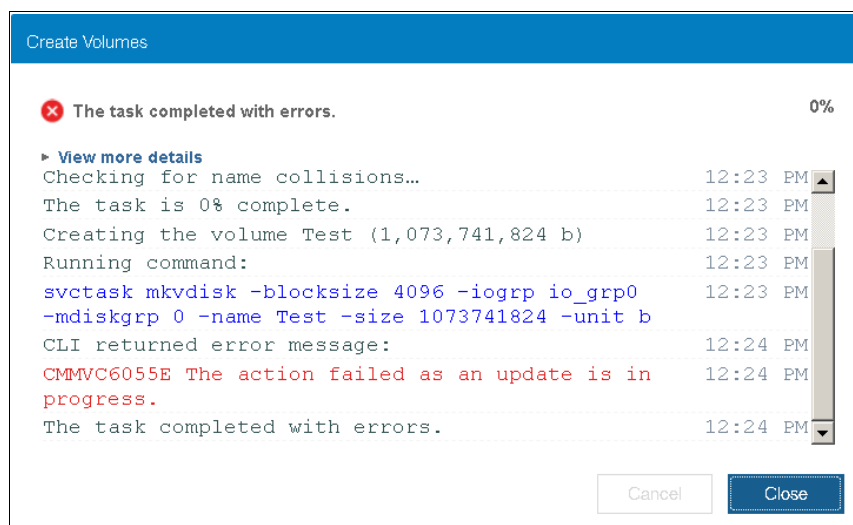 Create Volumes
The task completed with errors. 0%
View more details
Checking for name collisions… 12:23 PM
The task is 0% complete. 12:23 PM
Creating the volume Test (1,073,741,824 b) 12:23 PM
Running command: 12:23 PM
svctask mkvdisk -blocksize 4096 -iogrp io_grp0 12:23 PM
-mdiskgrp 0 -name Test -size 1073741824 -unit b
CLI returned error message: 12:24 PM
CMMVC6055E The action failed as an update is in 12:24 PM
progress.
The task completed with errors. 12:24 PM
Cancel Close